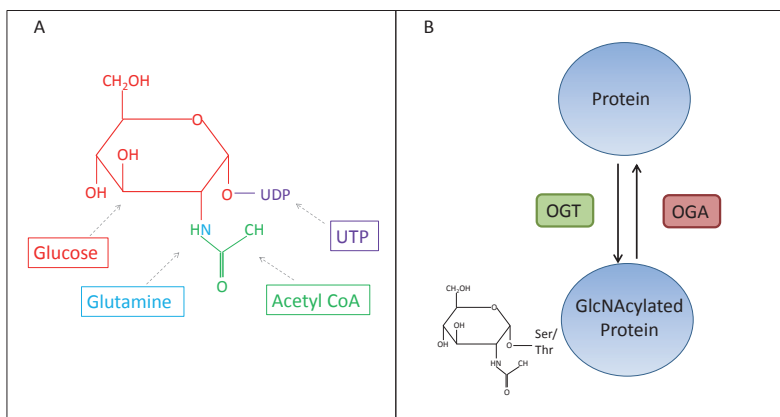 A
CH2OH
O
OH
OH
O
UDP
HN
CH
O
UTP
Glucose
Glutamine
Acetyl CoA
B
Protein
OGT
OGA
GlcNAcylated
Protein
CH2OH
O
OH
OH
O
Ser/
Thr
HN
CH
O